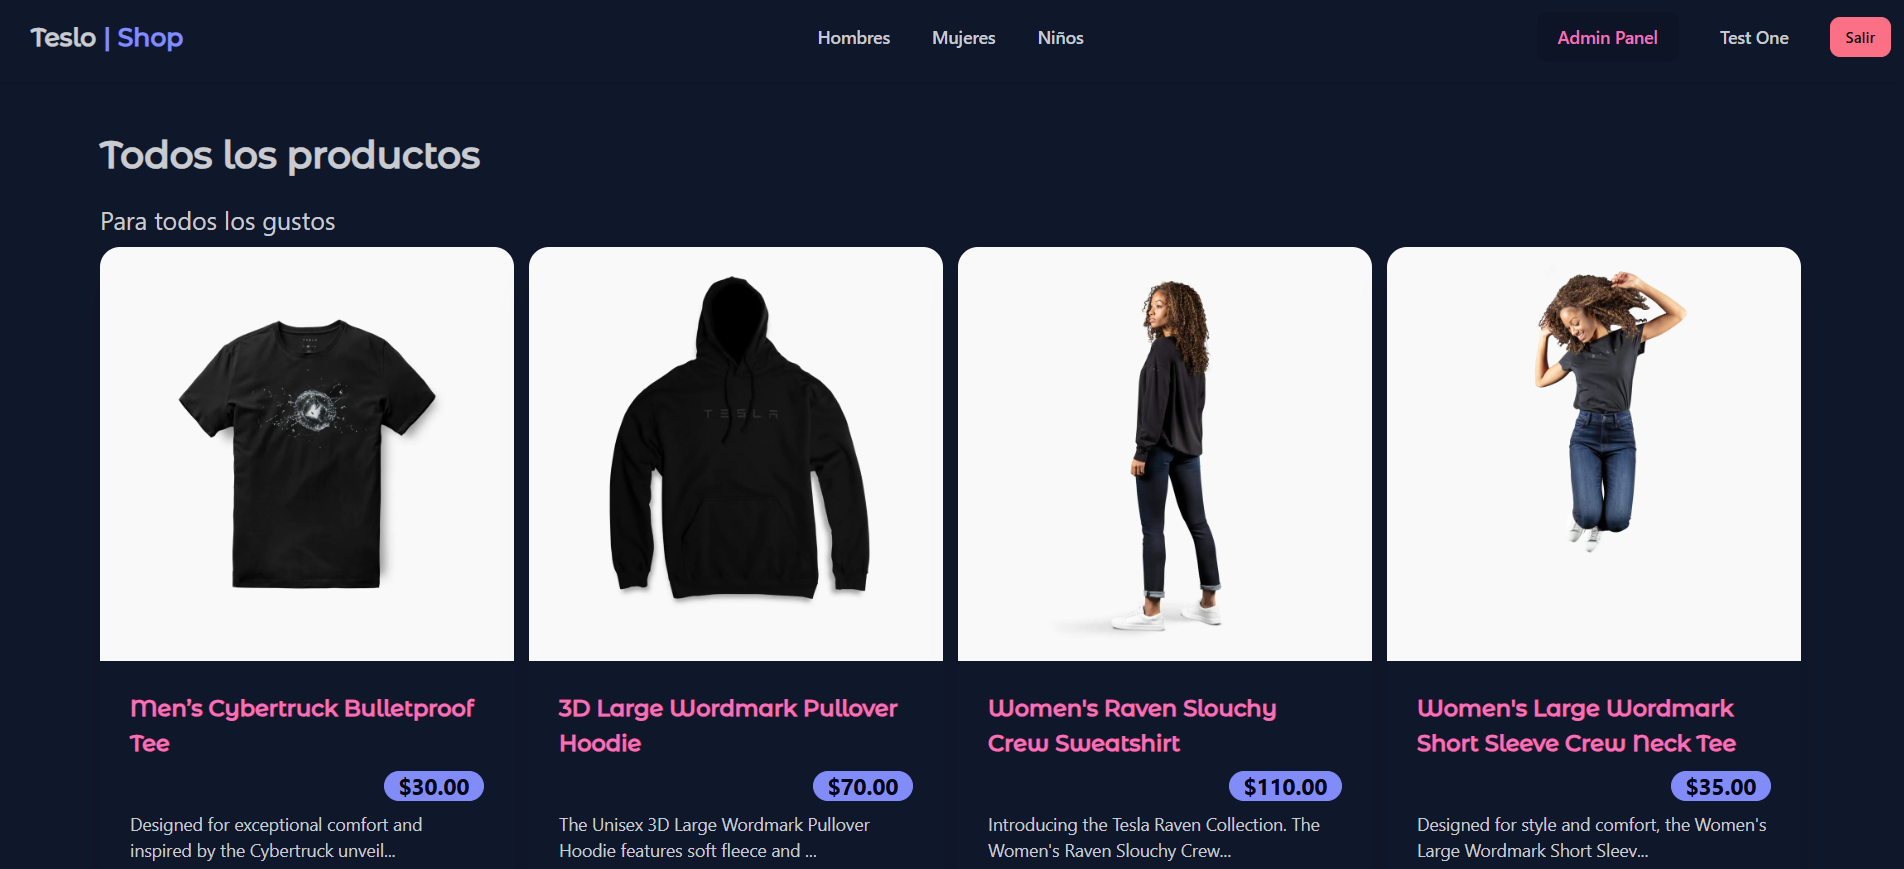 Teslo | Shop
Hombres Mujeres Niños
Admin Panel Test One Salir
Todos los productos
Para todos los gustos
TESLA
Men’s Cybertruck Bulletproof
Tee
$30.00
Designed for exceptional comfort and
inspired by the Cybertruck unveil...
3D Large Wordmark Pullover
Hoodie
$70.00
The Unisex 3D Large Wordmark Pullover
Hoodie features soft fleece and ...
Women's Raven Slouchy
Crew Sweatshirt
$110.00
Introducing the Tesla Raven Collection. The
Women's Raven Slouchy Crew...
Women's Large Wordmark
Short Sleeve Crew Neck Tee
$35.00
Designed for style and comfort, the Women's
Large Wordmark Short Sleev...